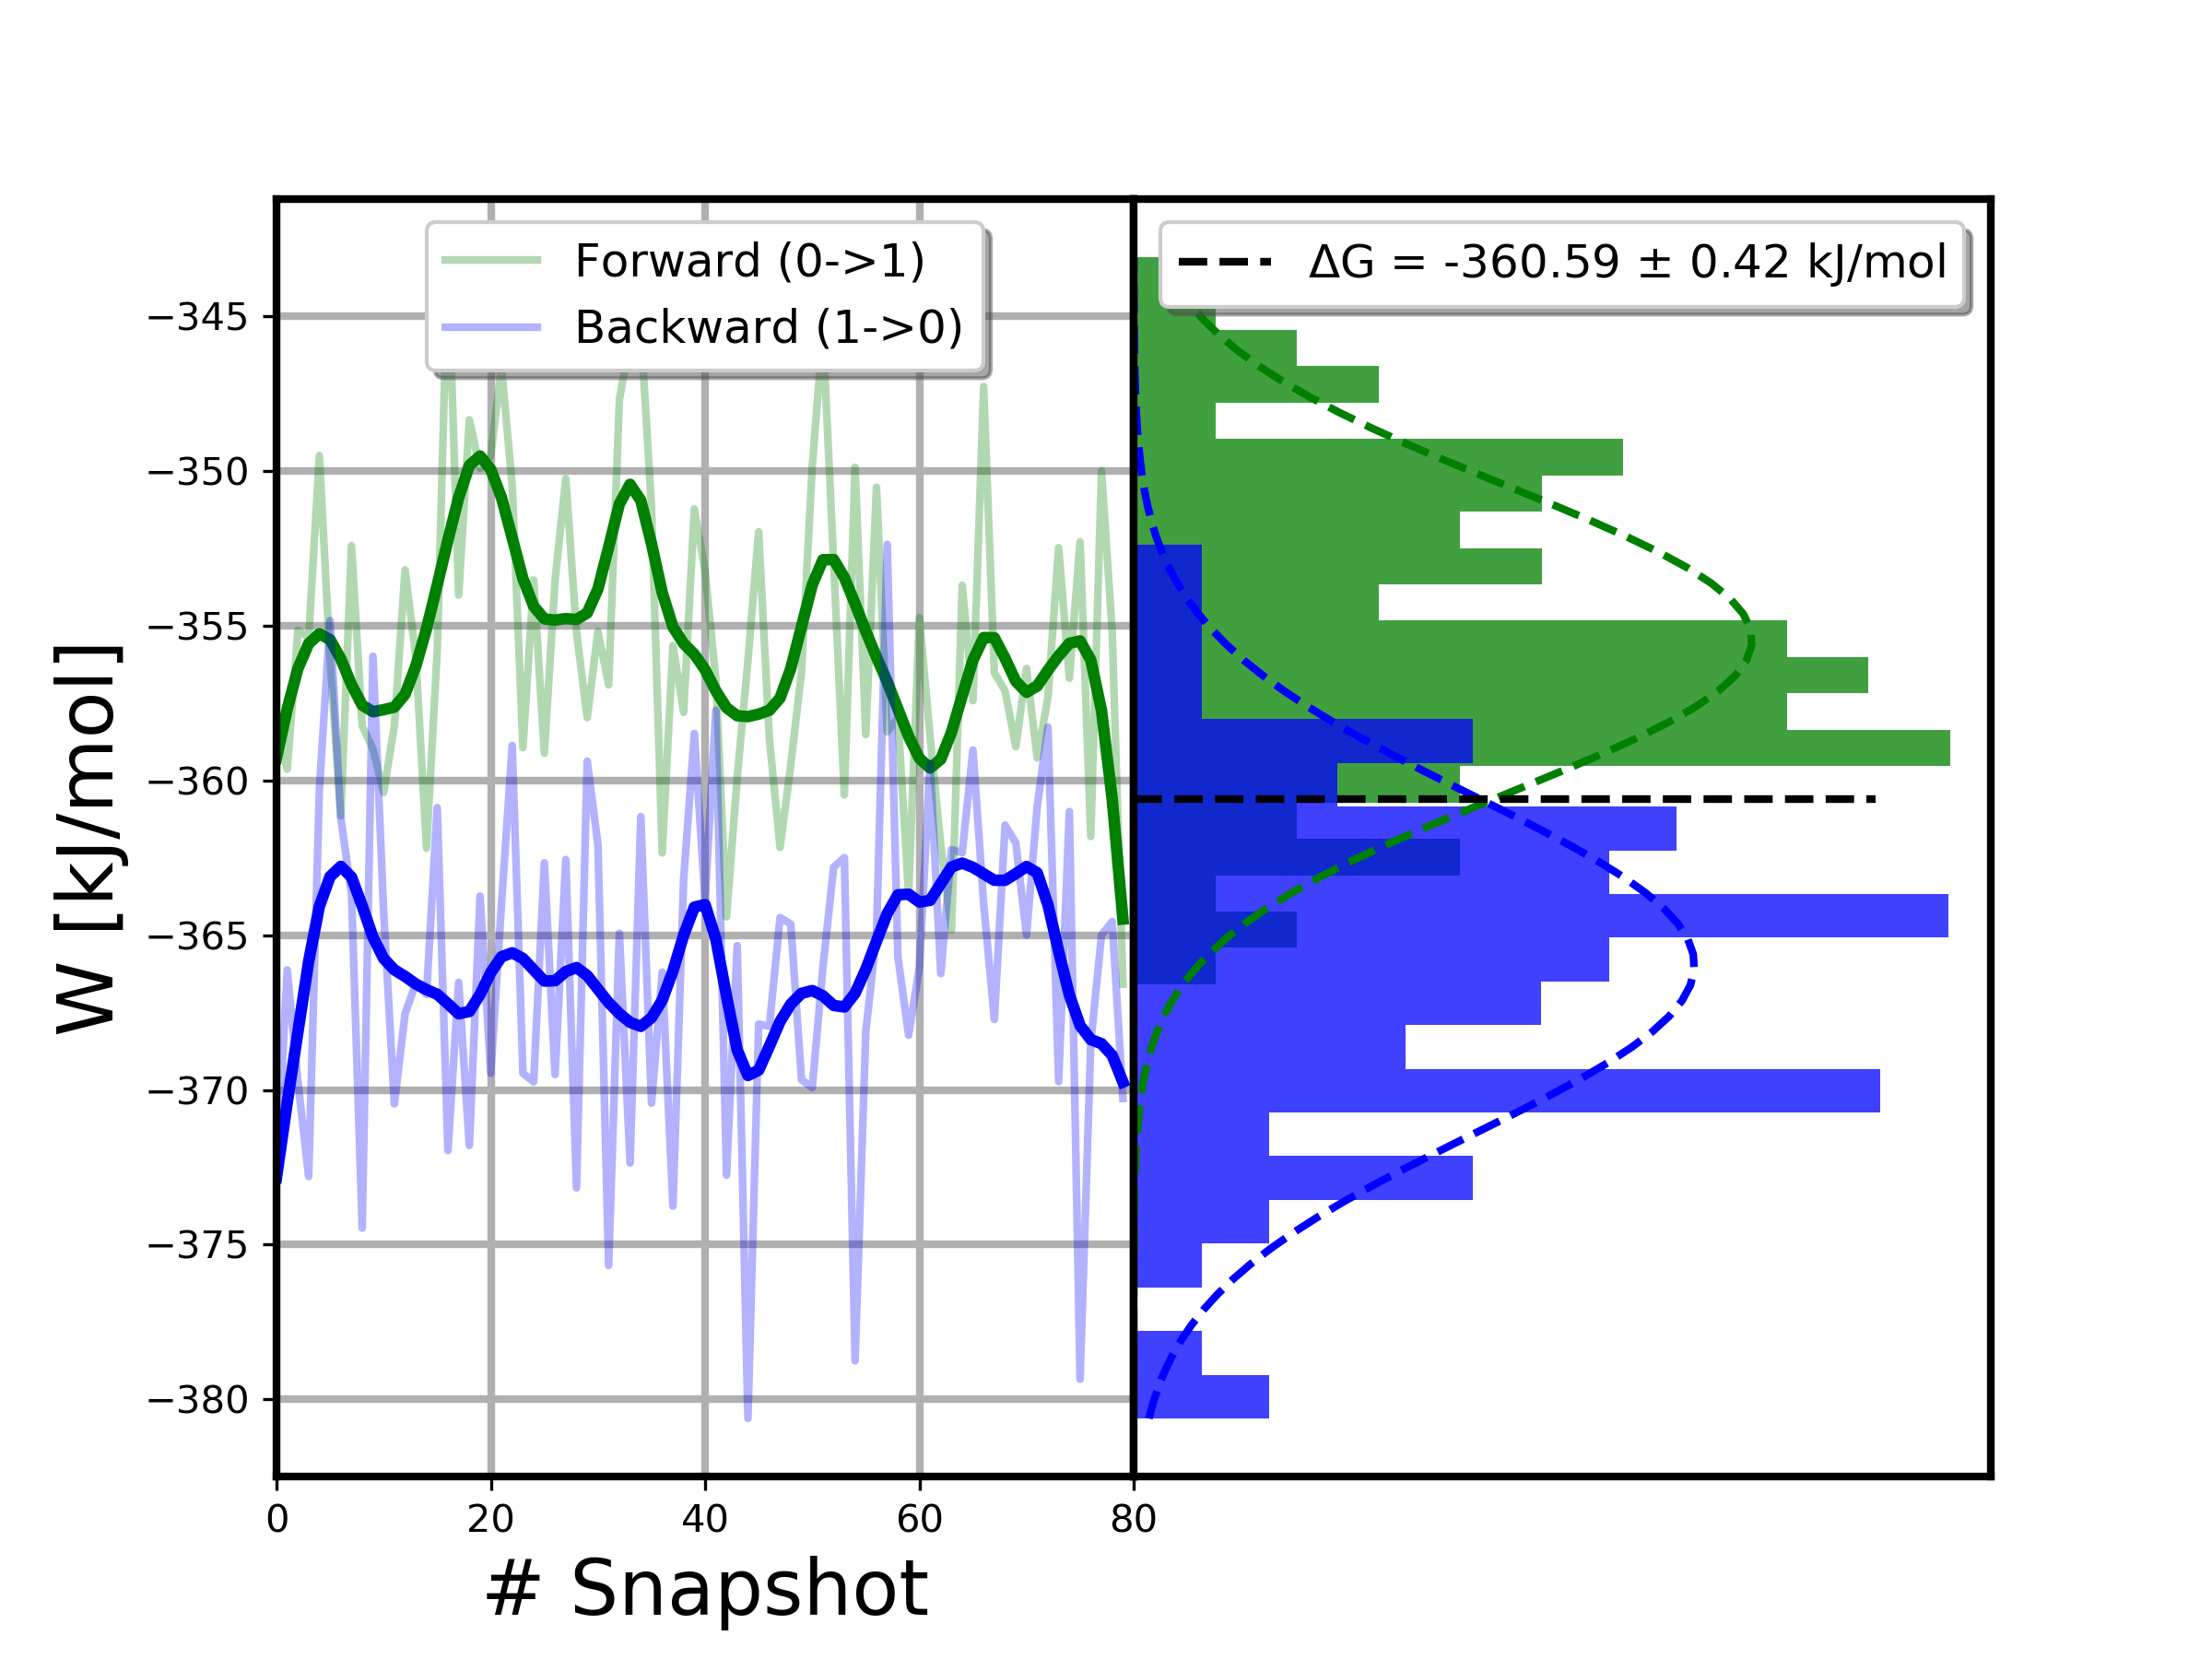 Forward (0->1)
Backward (1->0)
ΔG = -360.59 ± 0.42 kJ/mol
−345
−350
−355
−360
−365
−370
−375
−380
W [kJ/mol]
0 20 40 60 80
# Snapshot